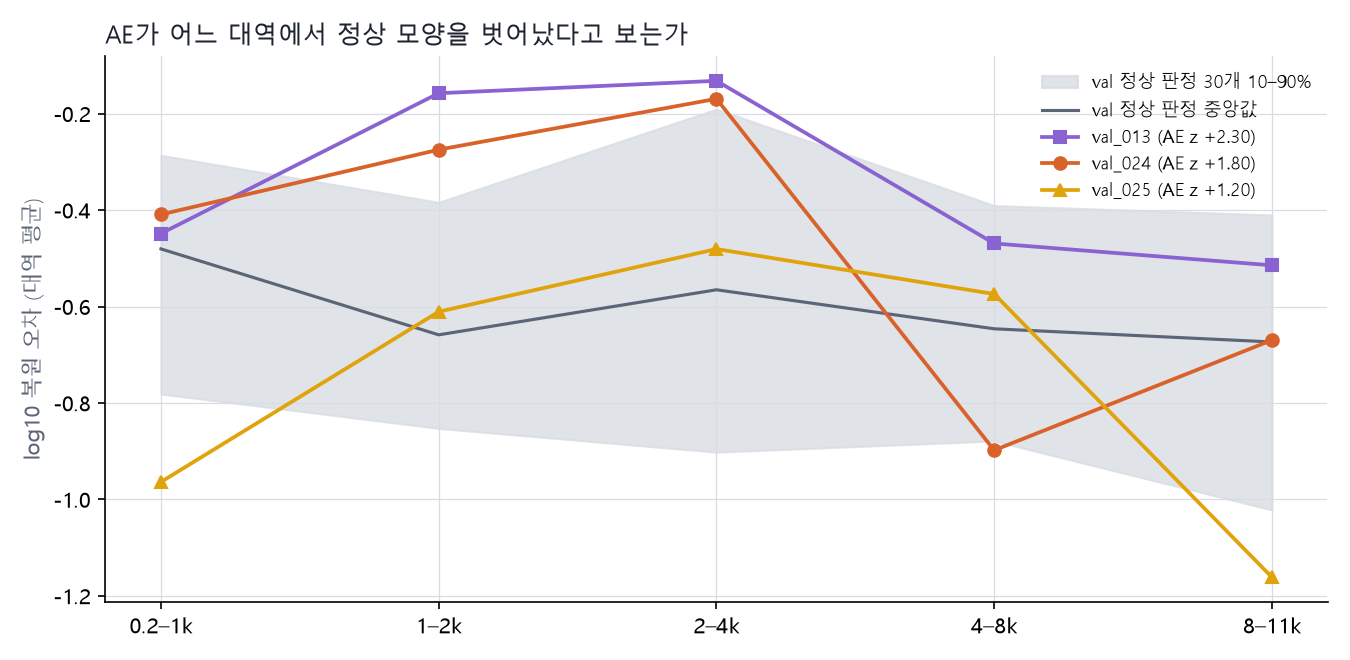 AE가 어느 대역에서 정상 모양을 벗어났다고 보는가
val 정상 판정 30개 10–90%
val 정상 판정 중앙값
val_013 (AE z +2.30)
val_024 (AE z +1.80)
val_025 (AE z +1.20)
log10 복원 오차 (대역 평균)
-0.2
-0.4
-0.6
-0.8
-1.0
-1.2
0.2–1k
1–2k
2–4k
4–8k
8–11k